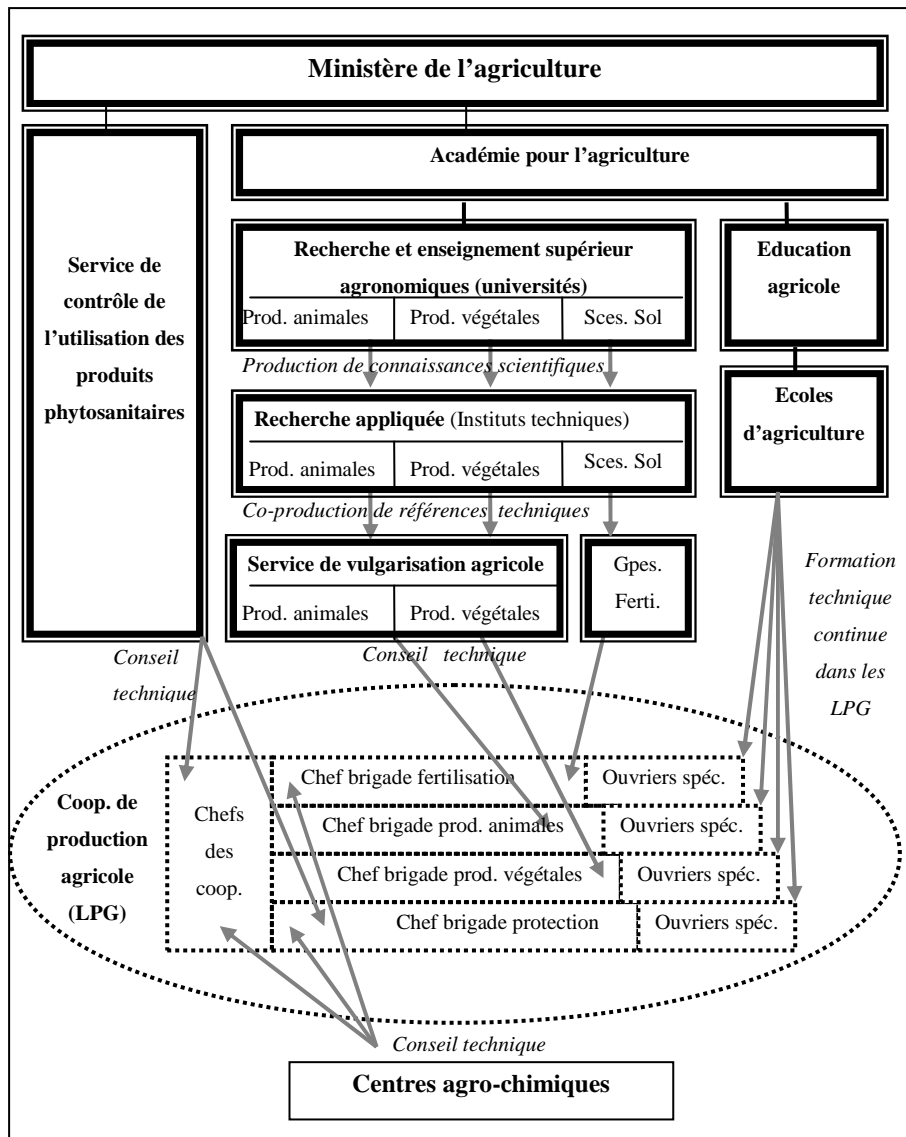 Ministère de l’agriculture
Académie pour l’agriculture
Service de
contrôle de
l’utilisation des
produits
phytosanitaires
Recherche et enseignement supérieur
agronomiques (universités)
Prod. animales
Prod. végétales
Sces. Sol
Education
agricole
Production de connaissances scientifiques
Recherche appliquée (Instituts techniques)
Prod. animales
Prod. végétales
Sces. Sol
Ecoles
d’agriculture
Co-production de références techniques
Service de vulgarisation agricole
Prod. animales
Prod. végétales
Gpes.
Ferti.
Formation
technique
continue
dans les
LPG
Conseil
technique
Conseil technique
Coop. de
production
agricole
(LPG)
Chefs
des
coop.
Chef brigade fertilisation
Ouvriers spéc.
Chef brigade prod. animales
Ouvriers spéc.
Chef brigade prod. végétales
Ouvriers spéc.
Chef brigade protection
Ouvriers spéc.
Conseil technique
Centres agro-chimiques